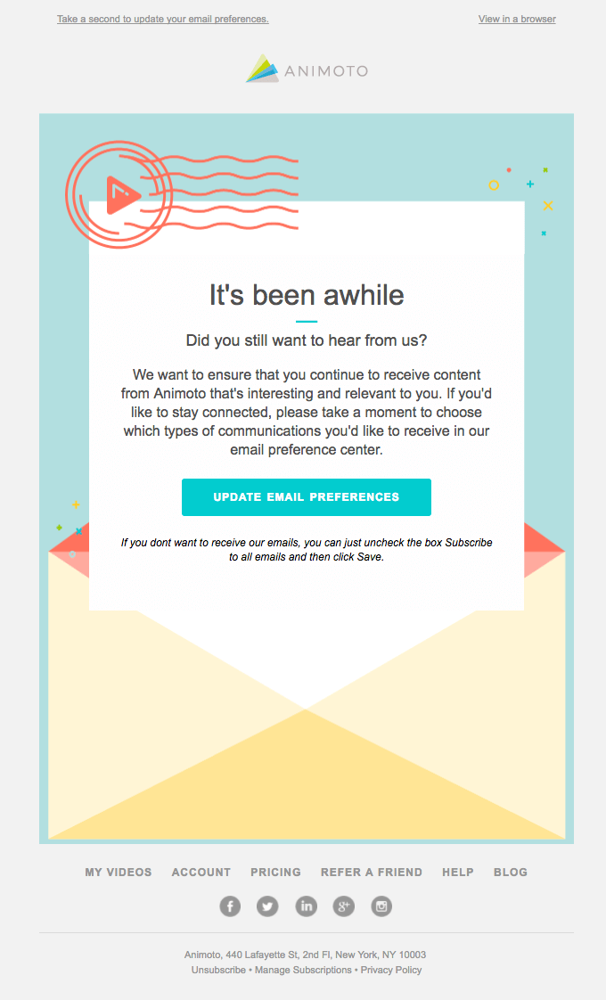 Take a second to update your email preferences. View in a browser
ANIMOTO
It's been awhile
Did you still want to hear from us?
We want to ensure that you continue to receive content
from Animoto that's interesting and relevant to you. If you'd
like to stay connected, please take a moment to choose
which types of communications you'd like to receive in our
email preference center.
UPDATE EMAIL PREFERENCES
If you dont want to receive our emails, you can just uncheck the box Subscribe
to all emails and then click Save.
MY VIDEOS ACCOUNT PRICING REFER A FRIEND HELP BLOG
Animoto, 440 Lafayette St, 2nd Fl, New York, NY 10003
Unsubscribe • Manage Subscriptions • Privacy Policy